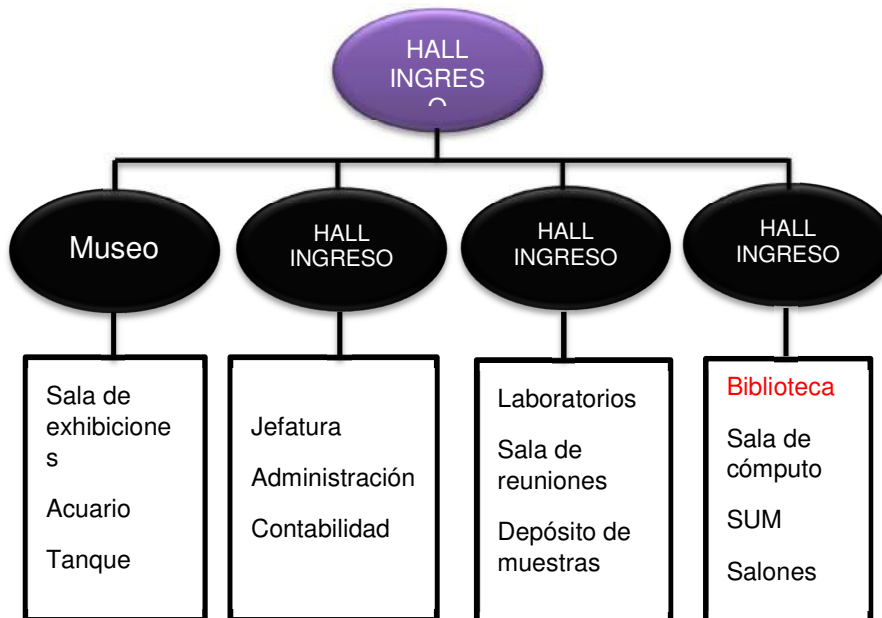 HALL
INGRES
O
Museo
HALL
INGRESO
HALL
INGRESO
HALL
INGRESO
Sala de
exhibicione
s
Acuario
Tanque
Jefatura
Administración
Contabilidad
Laboratorios
Sala de
reuniones
Depósito de
muestras
Biblioteca
Sala de
cómputo
SUM
Salones